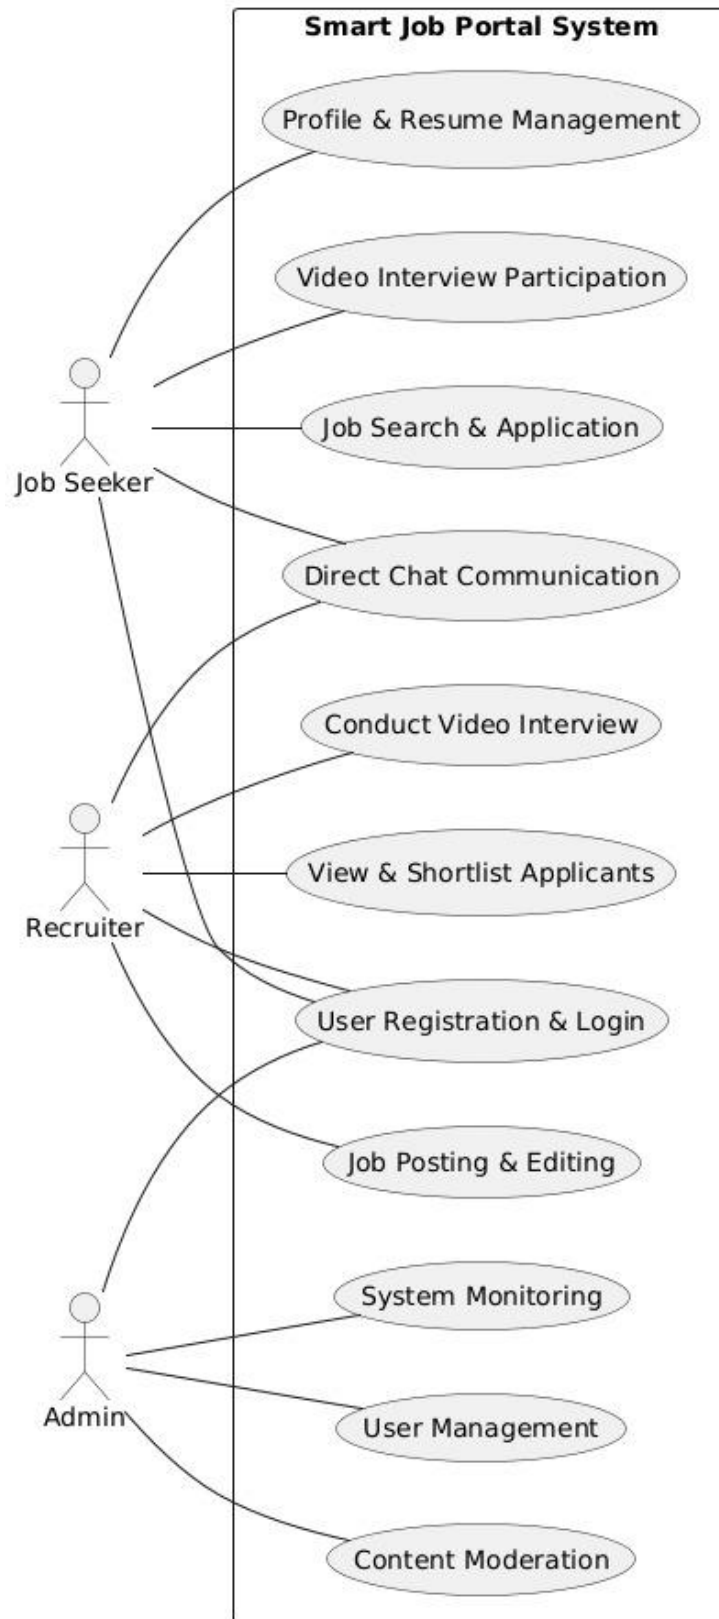 Smart Job Portal System
Profile & Resume Management
Video Interview Participation
Job Search & Application
Job Seeker
Direct Chat Communication
Conduct Video Interview
View & Shortlist Applicants
Recruiter
User Registration & Login
Job Posting & Editing
System Monitoring
Admin
User Management
Content Moderation